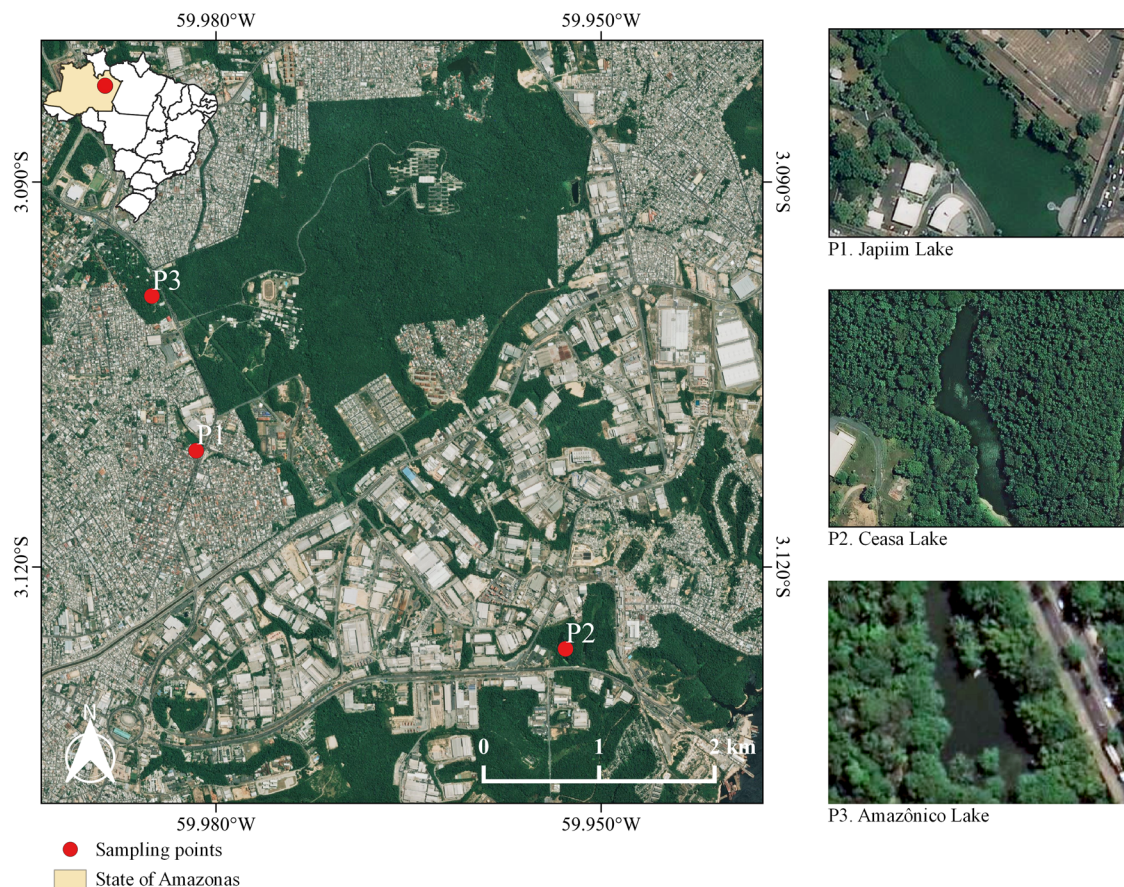 59.980°W 59.950°W
3.090°S 3.090°S
P3
P1
3.120°S 3.120°S
P2
N
0 1 2 km
59.980°W 59.950°W
Sampling points
State of Amazonas
P1. Japiim Lake
P2. Ceasa Lake
P3. Amazônico Lake